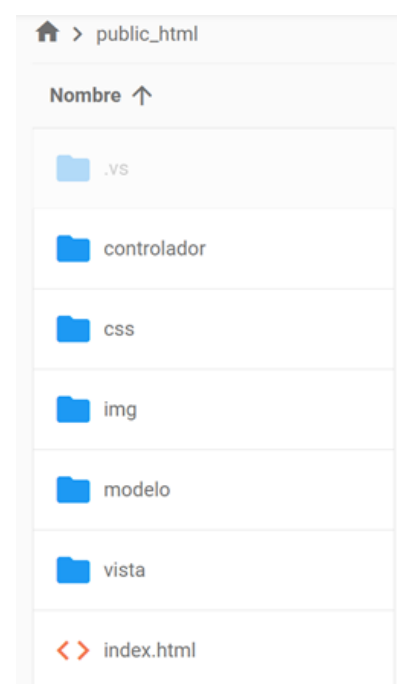 > public_html
Nombre ↑
.vs
controlador
css
img
modelo
vista
index.html